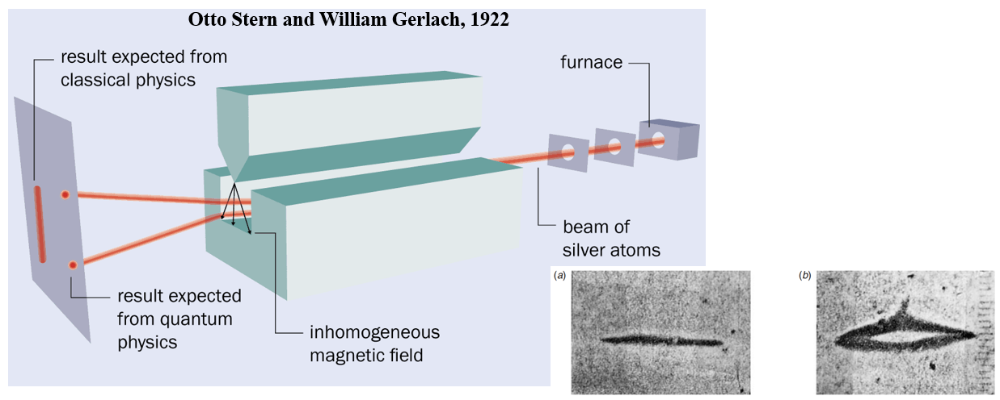 Otto Stern and William Gerlach, 1922
result expected from
classical physics
furnace
beam of
silver atoms
result expected
from quantum
physics
inhomogeneous
magnetic field
(a)
(b)